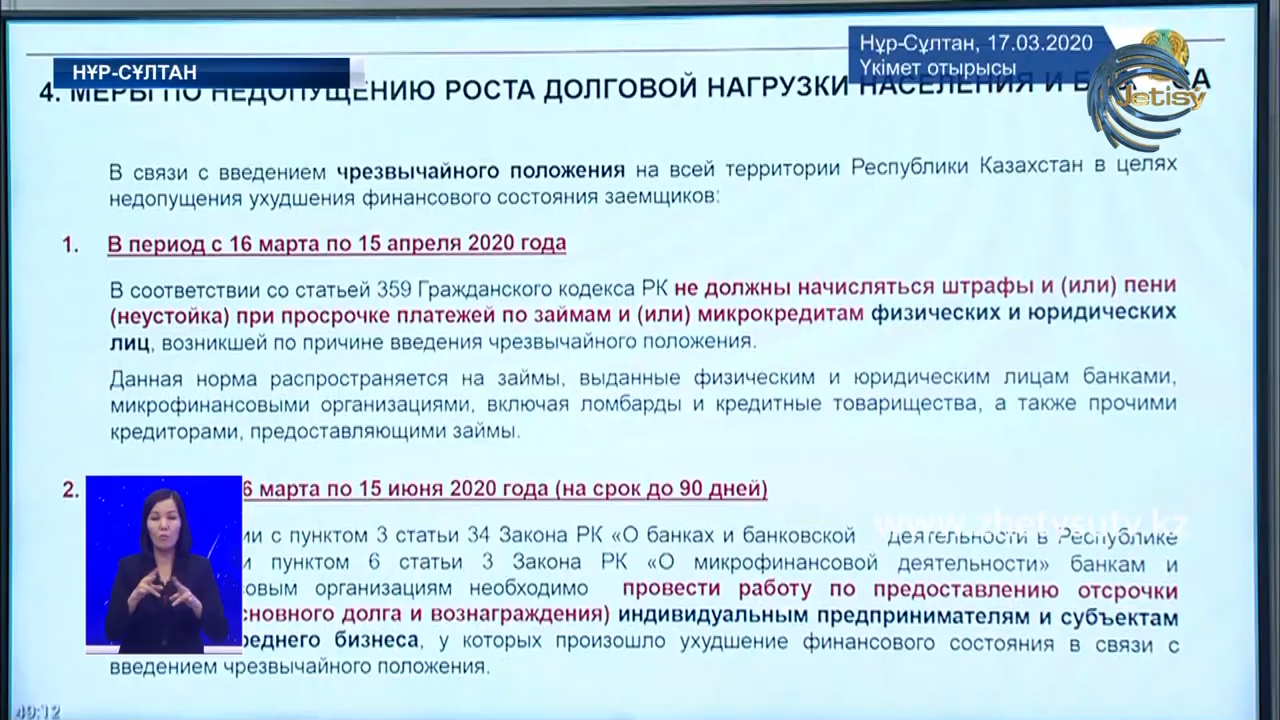 НҰР-СҰЛТАН
Нұр-Сұлтан, 17.03.2020
Үкімет отырысы
Jetisý
4. МЕРЫ ПО НЕДОПУЩЕНИЮ РОСТА ДОЛГОВОЙ НАГРУЗКИ НАСЕЛЕНИЯ И
В связи с введением чрезвычайного положения на всей территории Республики Казахстан в целях
недопущения ухудшения финансового состояния заемщиков:
1. В период с 16 марта по 15 апреля 2020 года
В соответствии со статьей 359 Гражданского кодекса РК не должны начисляться штрафы и (или) пени
(неустойка) при просрочке платежей по займам и (или) микрокредитам физических и юридических
лиц, возникшей по причине введения чрезвычайного положения.
Данная норма распространяется на займы, выданные физическим и юридическим лицам банками,
микрофинансовыми организациями, включая ломбарды и кредитные товарищества, а также прочими
кредиторами, предоставляющими займы.
2. 6 марта по 15 июня 2020 года (на срок до 90 дней)
www.zhetysutv.kz
ии с пунктом 3 статьи 34 Закона РК «О банках и банковской деятельности в Республике
и пунктом 6 статьи 3 Закона РК «О микрофинансовой деятельности» банкам и
овым организациям необходимо провести работу по предоставлению отсрочки
сновного долга и вознаграждения) индивидуальным предпринимателям и субъектам
реднего бизнеса, у которых произошло ухудшение финансового состояния в связи с
введением чрезвычайного положения.
49:12